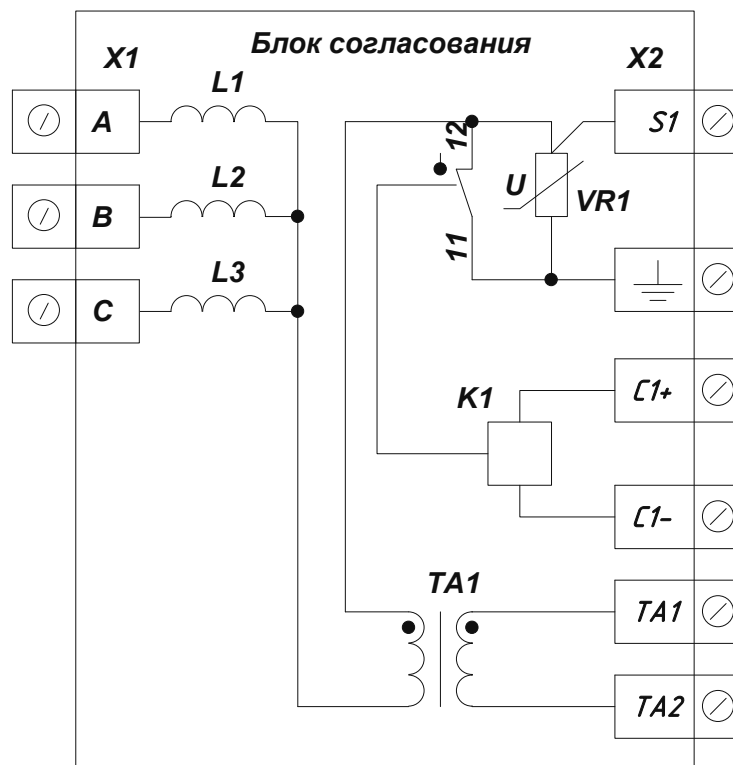 Блок согласования
X1
X2
A
L1
12
S1
B
L2
U
VR1
11
C
L3
K1
C1+
C1-
TA1
TA1
TA2